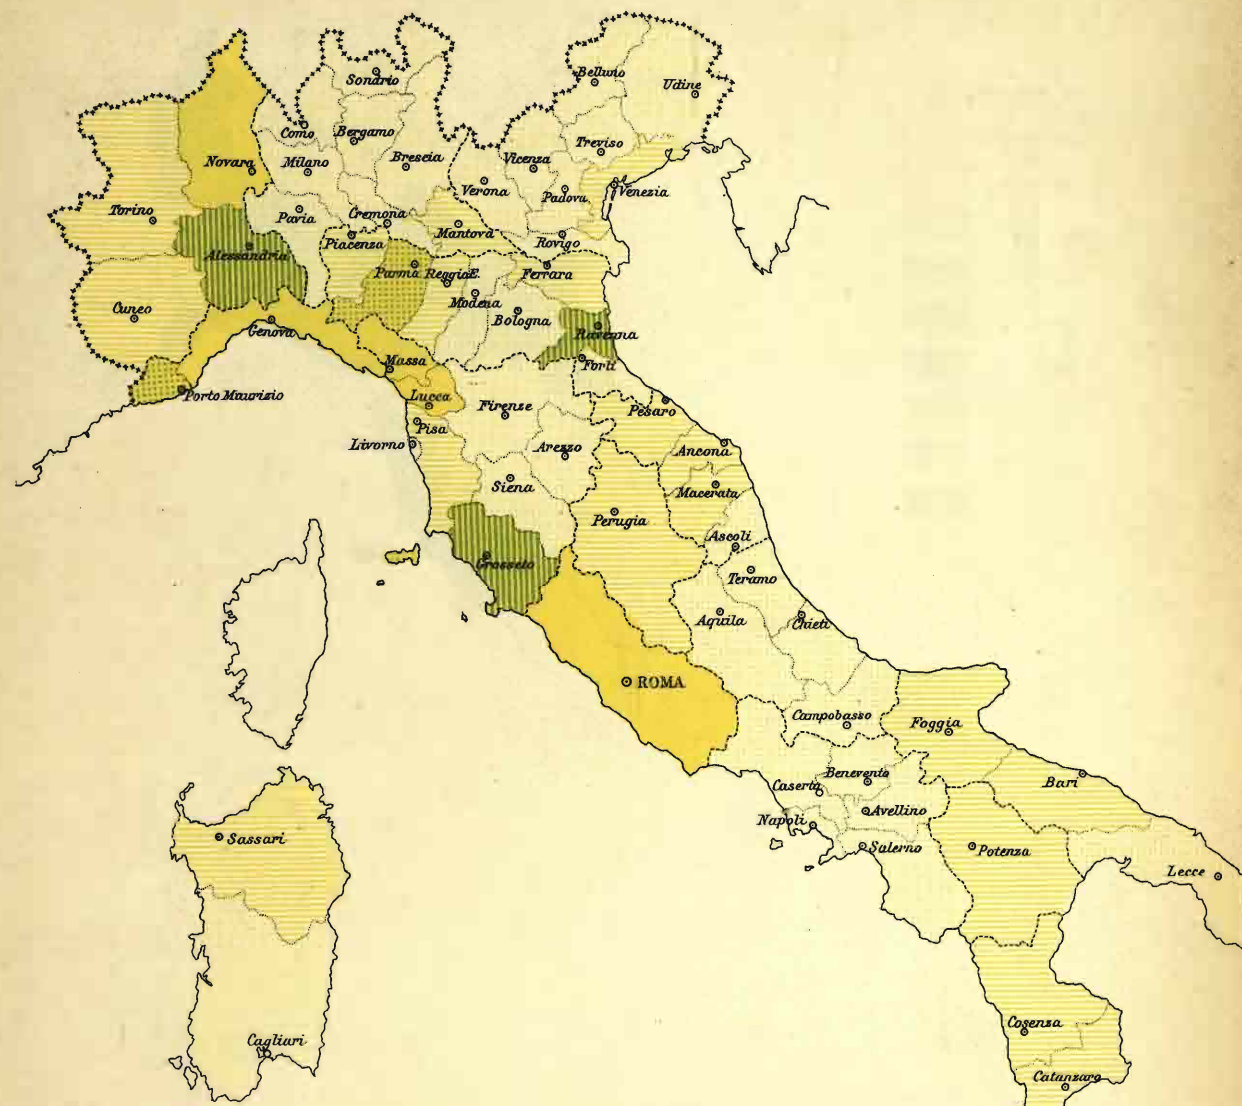 Sondrio
Belluno
Udine
Como
Bergamo
Treviso
Novara
Milano
Brescia
Vicenza
Verona
Padova
Venezia
Torino
Pavia
Cremona
Mantova
Piacenza
Rovigo
Alessandria
Parma
Reggio E.
Ferrara
Cuneo
Modena
Bologna
Genova
Ravenna
Massa
Forlì
Porto Maurizio
Lucca
Firenze
Pesaro
Pisa
Livorno
Arezzo
Ancona
Siena
Macerata
Perugia
Ascoli
Grosseto
Teramo
Aquila
Chieti
ROMA
Campobasso
Foggia
Benevento
Caserta
Bari
Napoli
Avellino
Sassari
Salerno
Potenza
Lecce
Cosenza
Cagliari
Catanzaro